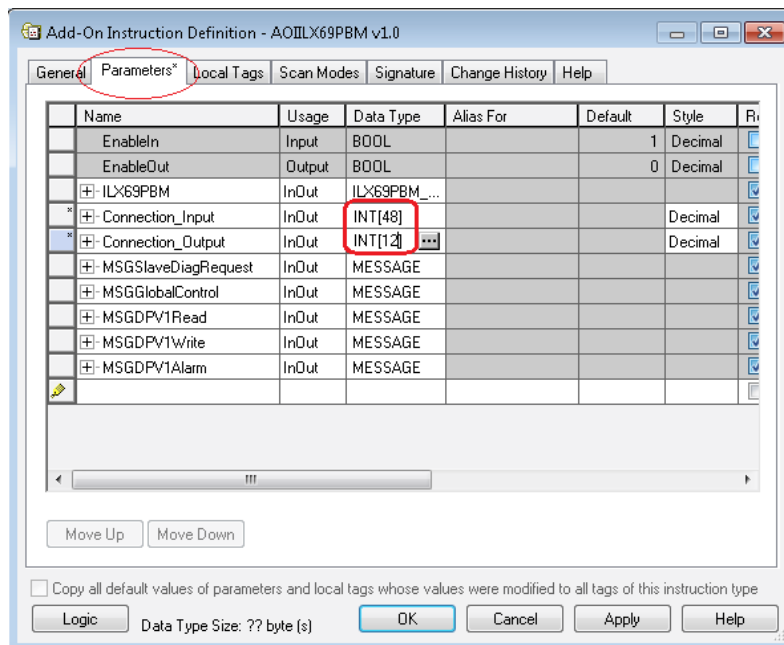 Add-On Instruction Definition - AOIILX69PBM v1.0
General Parameters* Local Tags Scan Modes Signature Change History Help
Name Usage Data Type Alias For Default Style
EnableIn Input BOOL 1 Decimal
EnableOut Output BOOL 0 Decimal
ILX69PBM InOut ILX69PBM_...
* Connection_Input InOut INT[48] Decimal
* Connection_Output InOut INT[12] ... Decimal
MSGSlaveDiagRequest InOut MESSAGE
MSGGlobalControl InOut MESSAGE
MSGDPV1Read InOut MESSAGE
MSGDPV1Write InOut MESSAGE
MSGDPV1Alarm InOut MESSAGE
Move Up Move Down
Copy all default values of parameters and local tags whose values were modified to all tags of this instruction type
Logic Data Type Size: ?? byte (s) OK Cancel Apply Help